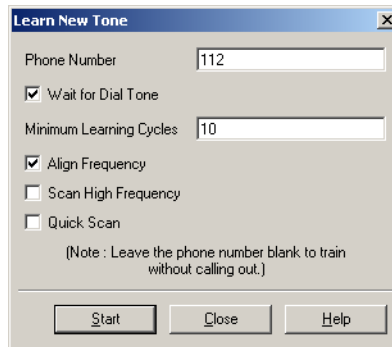 Learn New Tone
Phone Number 112
Wait for Dial Tone
Minimum Learning Cycles 10
Align Frequency
Scan High Frequency
Quick Scan
(Note : Leave the phone number blank to train
without calling out.)
Start Close Help